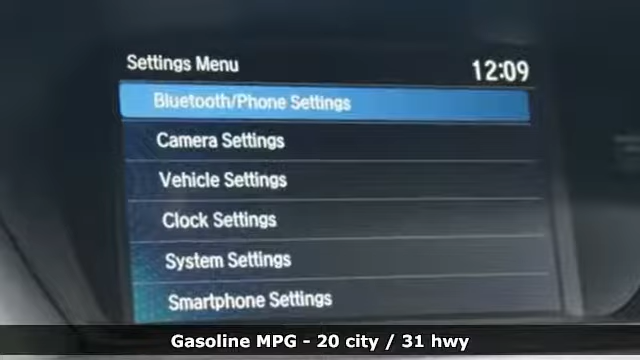 Settings Menu
12:09
Bluetooth/Phone Settings
Camera Settings
Vehicle Settings
Clock Settings
System Settings
Smartphone Settings
Gasoline MPG - 20 city / 31 hwy